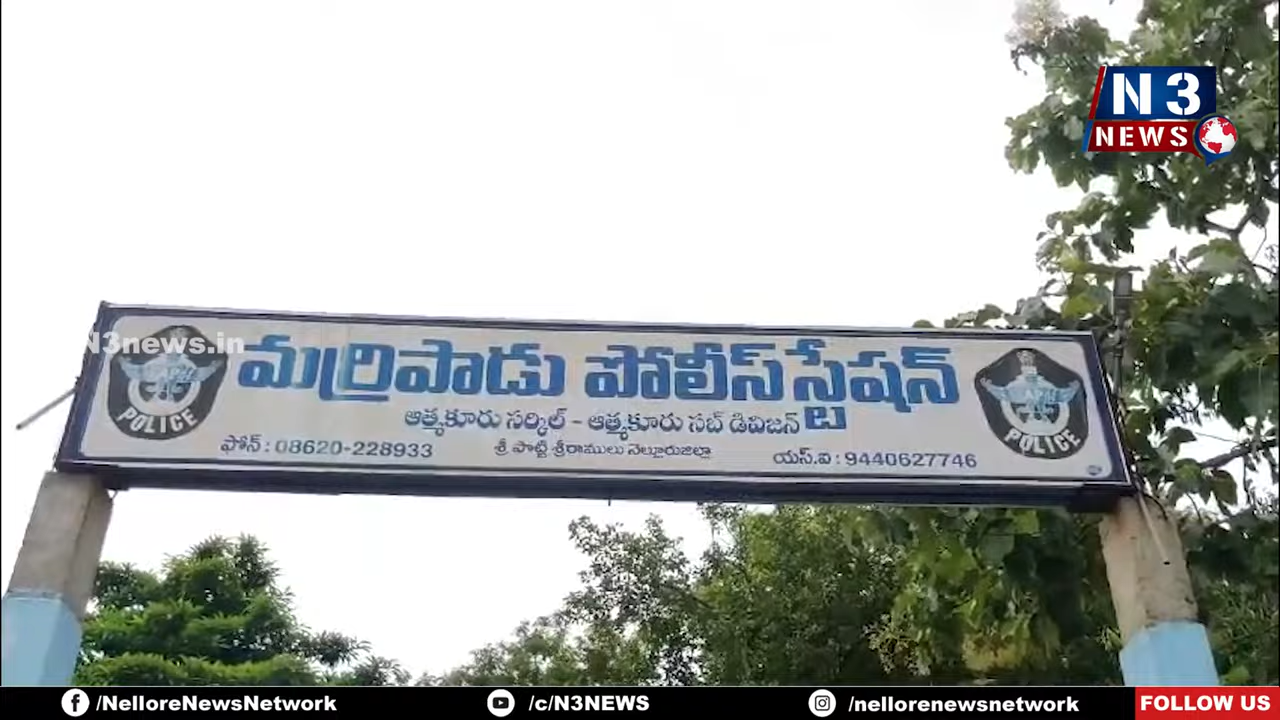 N3
NEWS
N3news.in
మర్రిపాడు పోలీస్ స్టేషన్
ఆత్మకూరు సర్కిల్ - ఆత్మకూరు సబ్ డివిజన్
ఫోన్ : 08620-228933
శ్రీ పొట్టి శ్రీరాములు నెల్లూరుజిల్లా
యస్.ఐ : 9440627746
POLICE
POLICE
/NelloreNewsNetwork
/c/N3NEWS
/nellorenewsnetwork
FOLLOW US